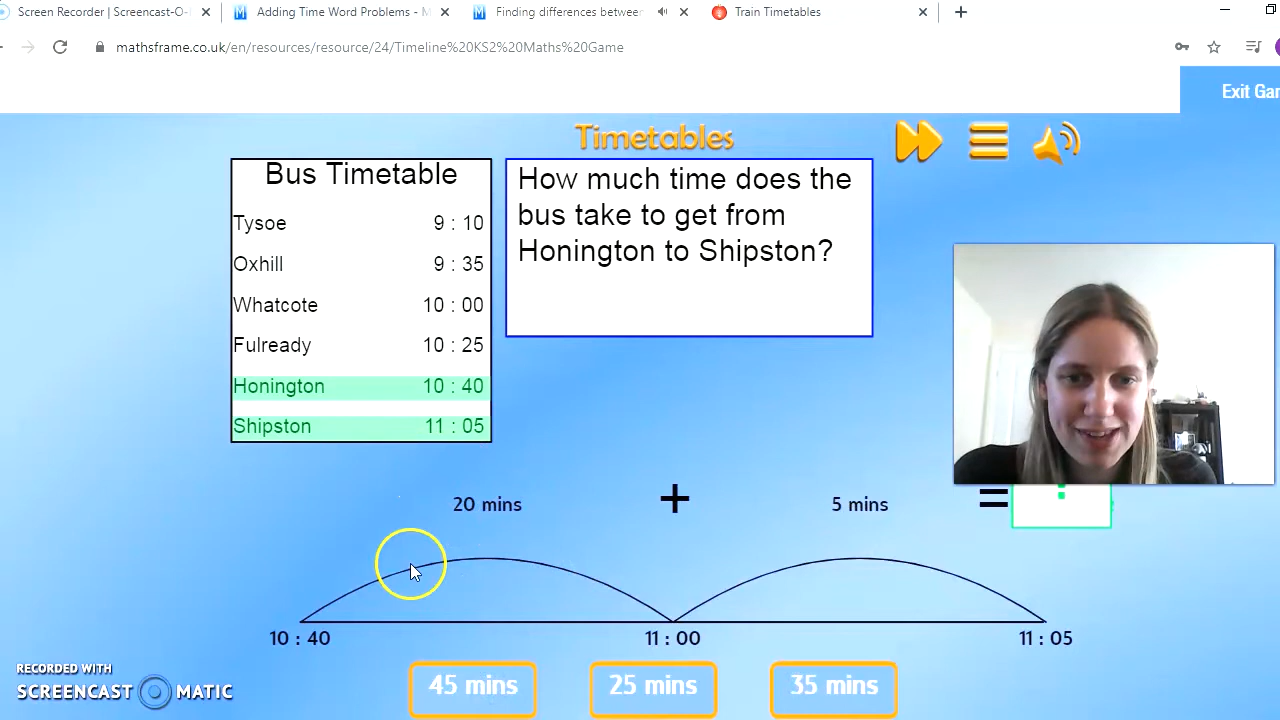 Screen Recorder | Screencast-O-
Adding Time Word Problems - M
Finding differences between
Train Timetables
mathsframe.co.uk/en/resources/resource/24/Timeline%20KS2%20Maths%20Game
Exit Gar
Timetables
Bus Timetable
Tysoe 9 : 10
Oxhill 9 : 35
Whatcote 10 : 00
Fulready 10 : 25
Honington 10 : 40
Shipston 11 : 05
How much time does the
bus take to get from
Honington to Shipston?
20 mins + 5 mins =
10 : 40 11 : 00 11 : 05
45 mins 25 mins 35 mins
RECORDED WITH
SCREENCAST MATIC